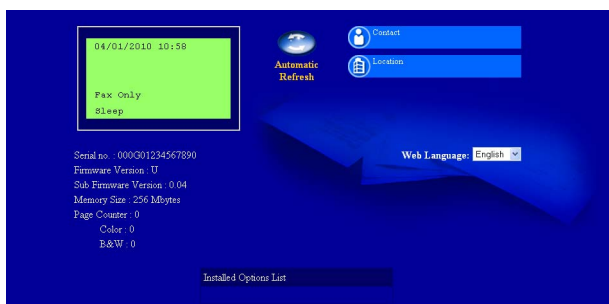 04/01/2010 10:58
Fax Only
Sleep
Automatic
Refresh
Contact
Location
Serial no. : 000G01234567890
Firmware Version : U
Sub Firmware Version : 0.04
Memory Size : 256 Mbytes
Page Counter : 0
Color : 0
B&W : 0
Web Language: English
Installed Options List